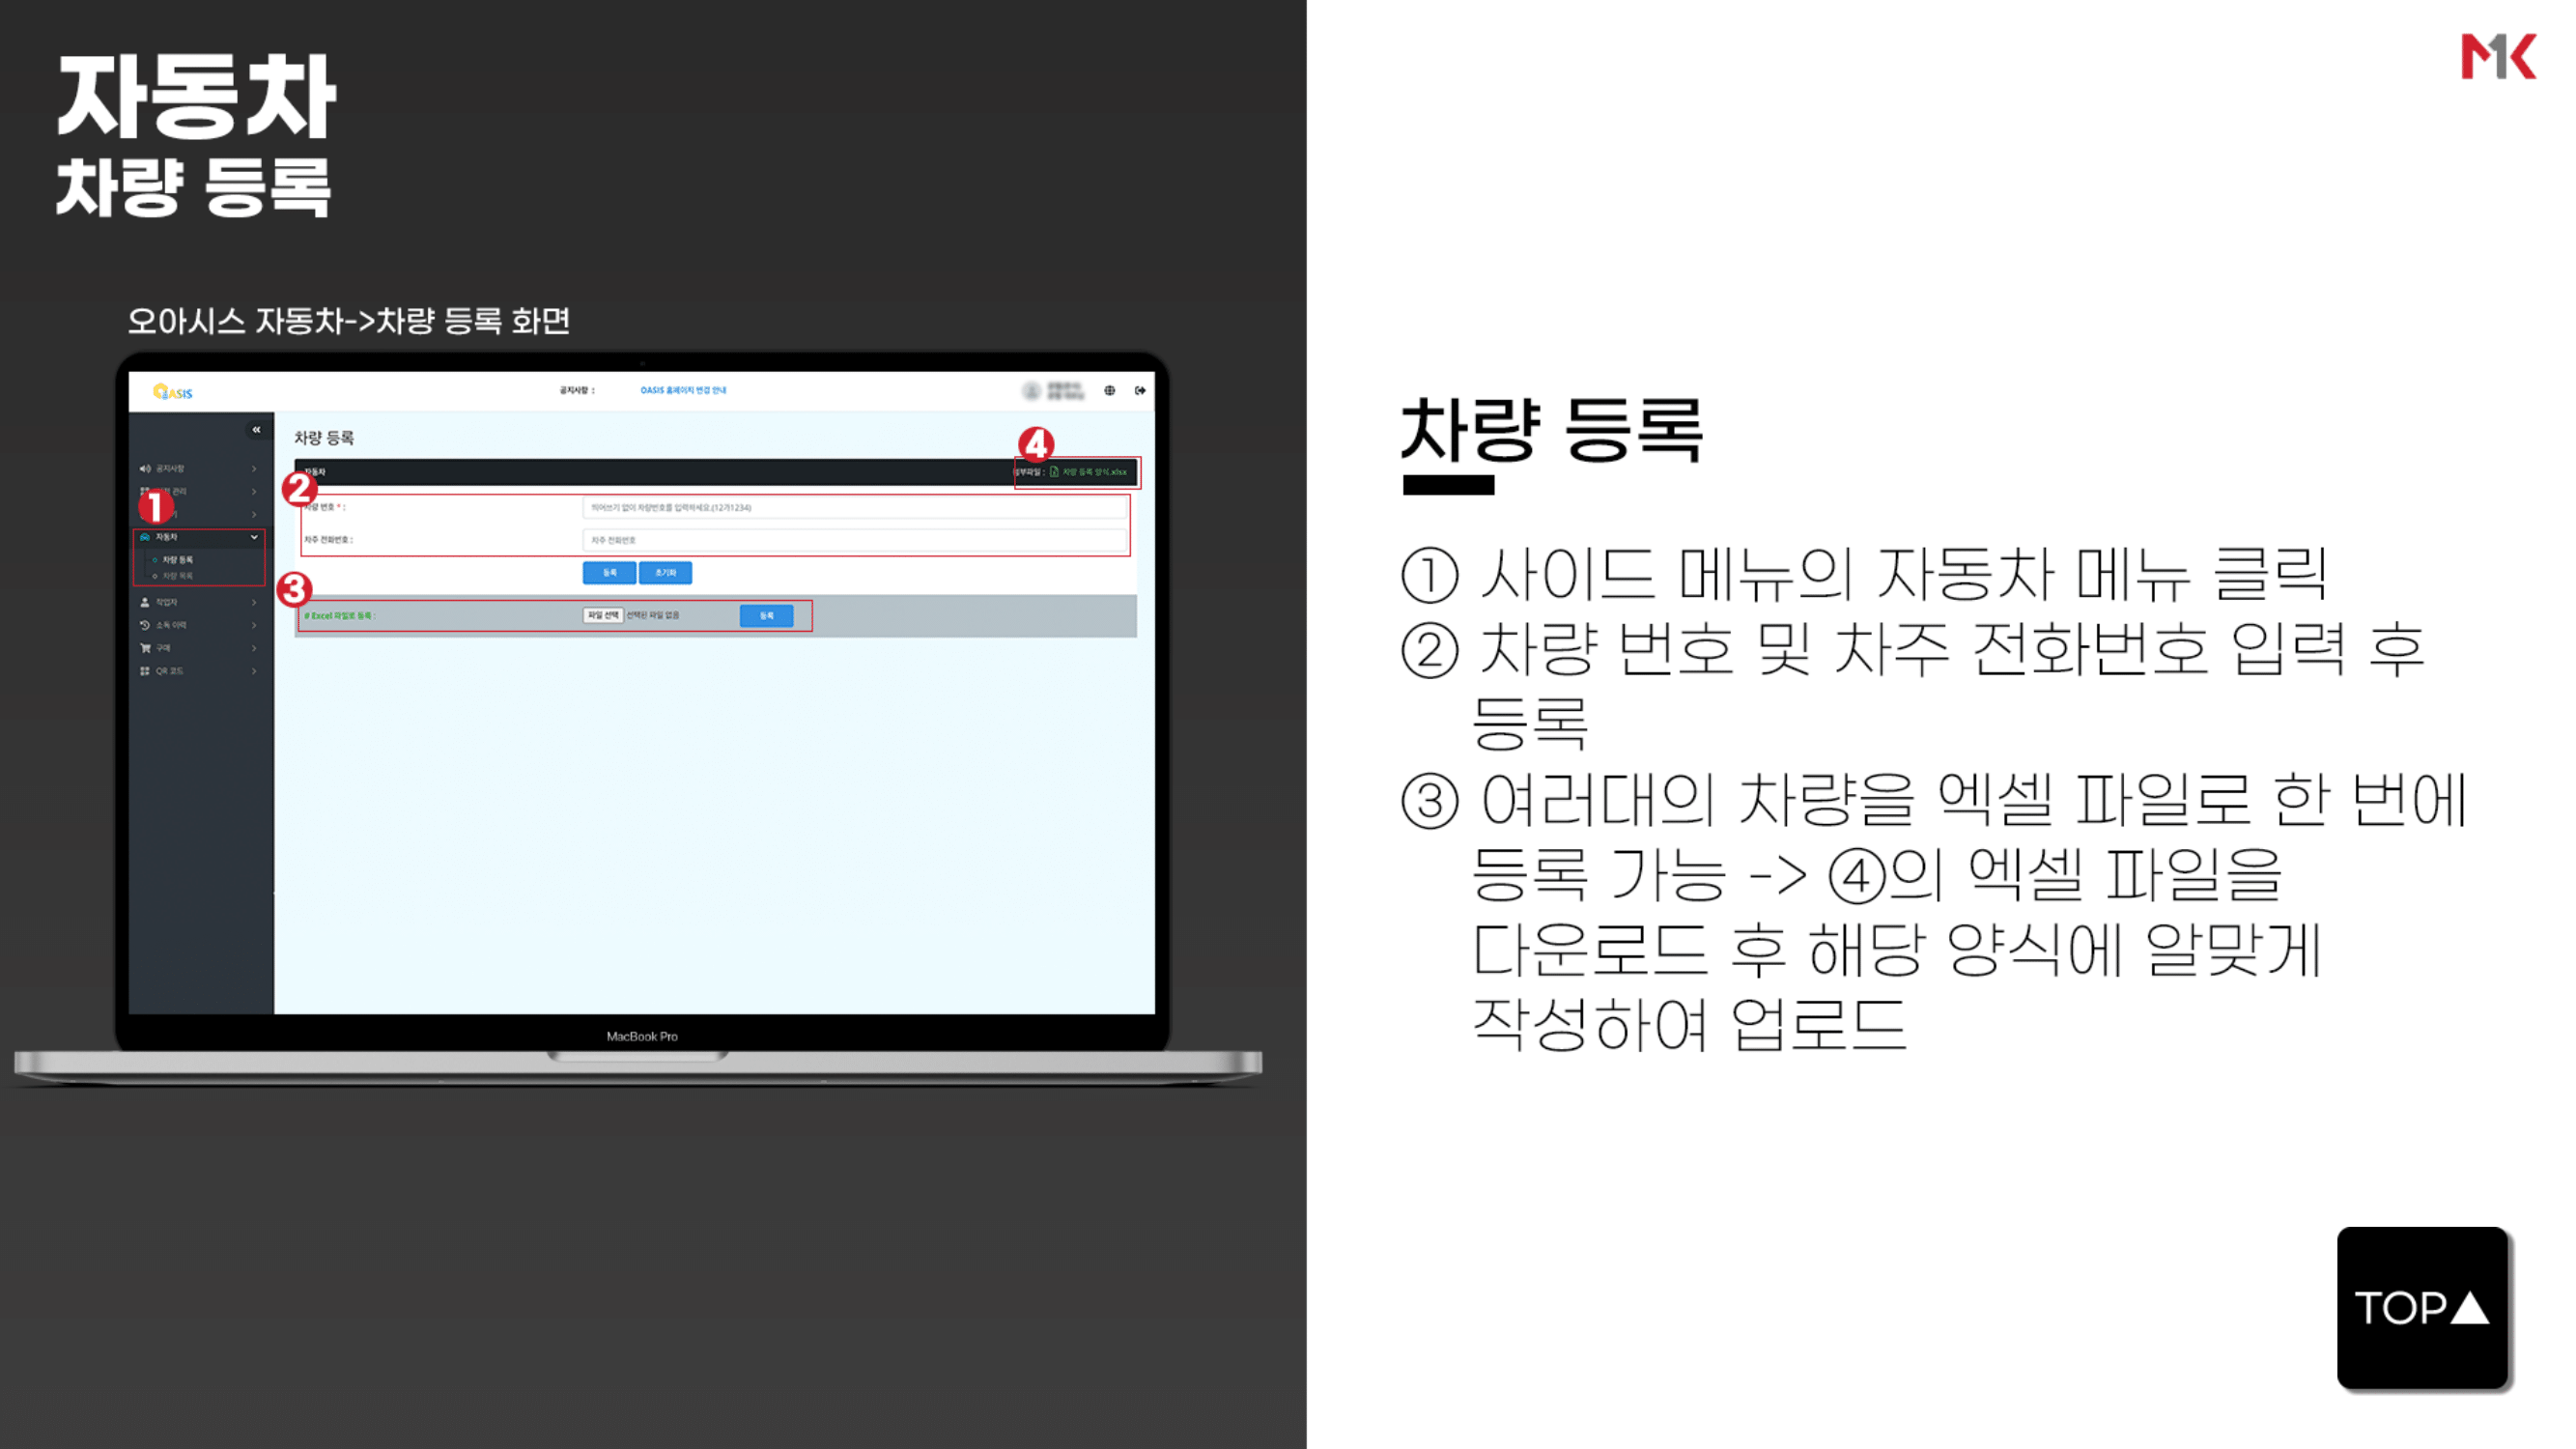 자동차
차량 등록
오아시스 자동차->차량 등록 화면
OASIS
공지사항 :
OASIS 홈페이지 변경 안내
공지사항
관리
자동차
차량 등록
차량 목록
작업자
소독 이력
구매
QR 코드
차량 등록
자동차
첨부파일 : 차량 등록 양식.xlsx
차량 번호 * :
띄어쓰기 없이 차량번호를 입력하세요.(12가1234)
차주 전화번호 :
차주 전화번호
등록
초기화
# Excel 파일로 등록 :
파일 선택 선택된 파일 없음
등록
1
2
3
4
MacBook Pro
M1K
차량 등록
① 사이드 메뉴의 자동차 메뉴 클릭
② 차량 번호 및 차주 전화번호 입력 후
등록
③ 여러대의 차량을 엑셀 파일로 한 번에
등록 가능 -> ④의 엑셀 파일을
다운로드 후 해당 양식에 알맞게
작성하여 업로드
TOP▲